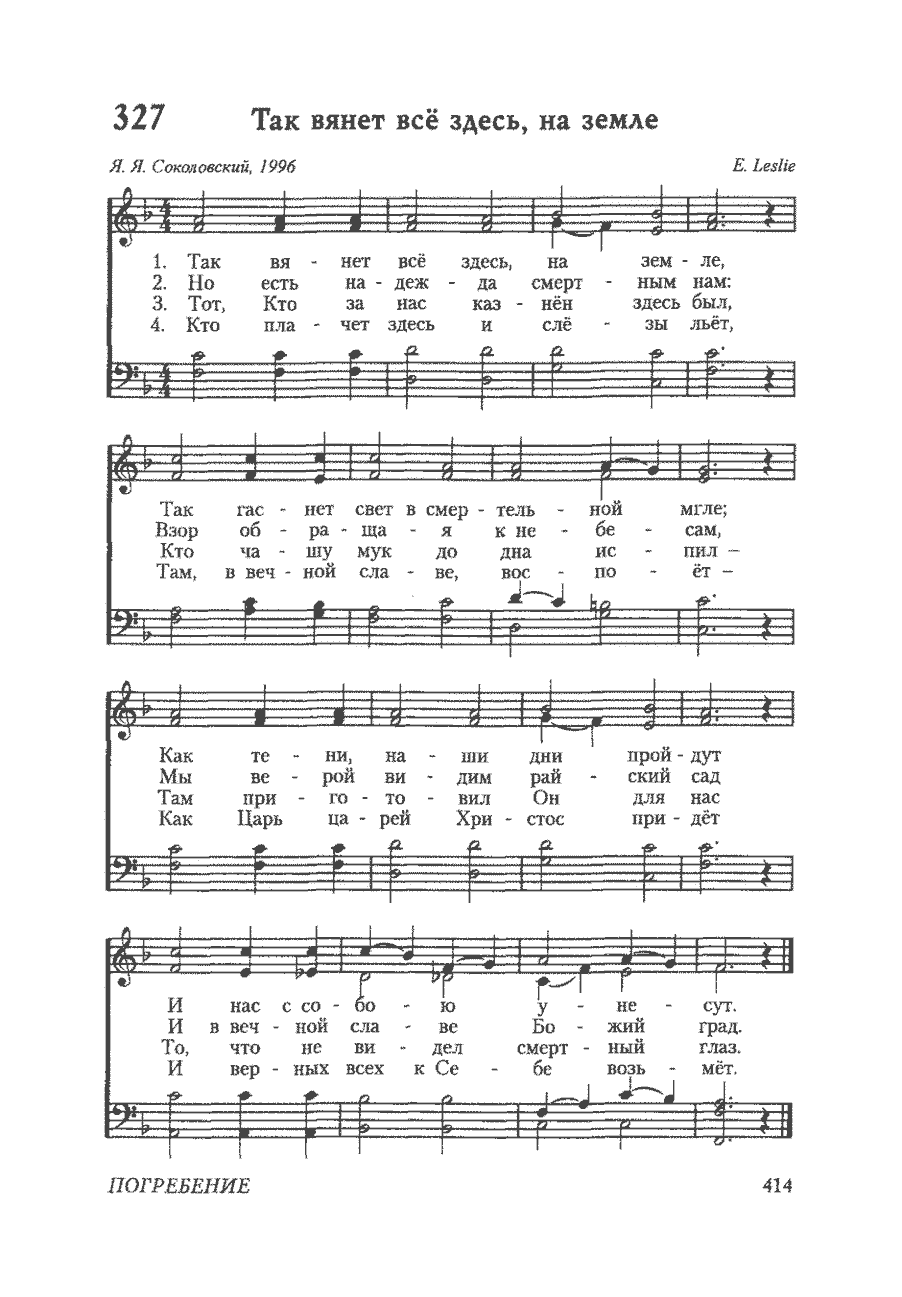 327 Так вянет всё здесь, на земле
Я. Я. Соколовский, 1996 E. Leslie
4 4
1. Так вя - нет всё здесь, на зем - ле,
2. Но есть на - деж - да смерт - ным нам:
3. Тот, Кто за нас каз - нён здесь был,
4. Кто пла - чет здесь и слё - зы льёт,
4 4
Так гас - нет свет в смер - тель - ной мгле;
Взор об - ра - ща - я к не - бе - сам,
Кто ча - шу мук до дна ис - пил –
Там, в веч - ной сла - ве, вос - по - ёт –
Как те - ни, на - ши дни прой - дут
Мы ве - рой ви - дим рай - ский сад
Там при - го - то - вил Он для нас
Как Царь ца - рей Хри - стос при - дёт
И нас с со - бо - ю у - не - сут.
И в веч - ной сла - ве Бо - жий град.
То, что не ви - дел смерт - ный глаз.
И вер - ных всех к Се - бе возь - мёт.
ПОГРЕБЕНИЕ 414